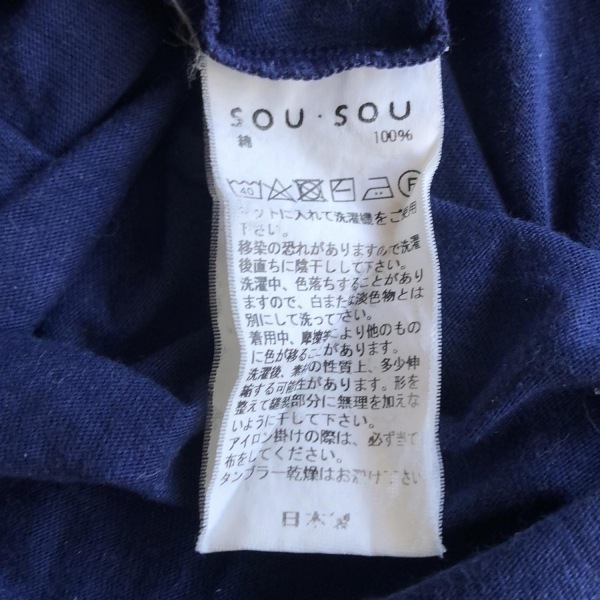 SOU・SOU
綿 100%
40 F
ネットに入れて洗濯機をご使用
下さい。
移染の恐れがありますので洗濯
後直ちに陰干しして下さい。
洗濯中、色落ちすることがあり
ますので、白または淡色物とは
別にして洗って下さい。
着用中、摩擦等により他のもの
に色が移ることがあります。
洗濯後、素材の性質上、多少伸
縮する可能性があります。形を
整えて縫製部分に無理を加えな
いように干して下さい。
アイロン掛けの際は、必ず当て
布をしてください。
タンブラー乾燥はお避け下さい
日本製